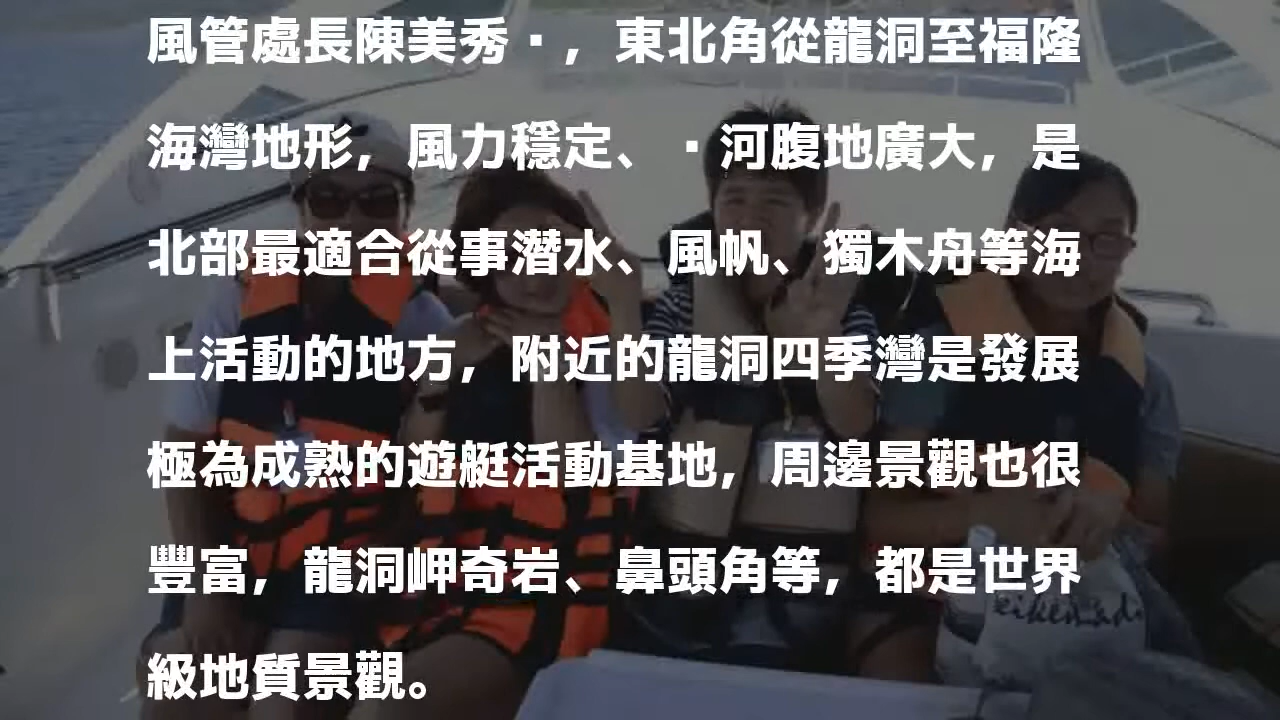 風管處長陳美秀▪，東北角從龍洞至福隆
海灣地形，風力穩定、▪河腹地廣大，是
北部最適合從事潛水、風帆、獨木舟等海
上活動的地方，附近的龍洞四季灣是發展
極為成熟的遊艇活動基地，周邊景觀也很
豐富，龍洞岬奇岩、鼻頭角等，都是世界
級地質景觀。